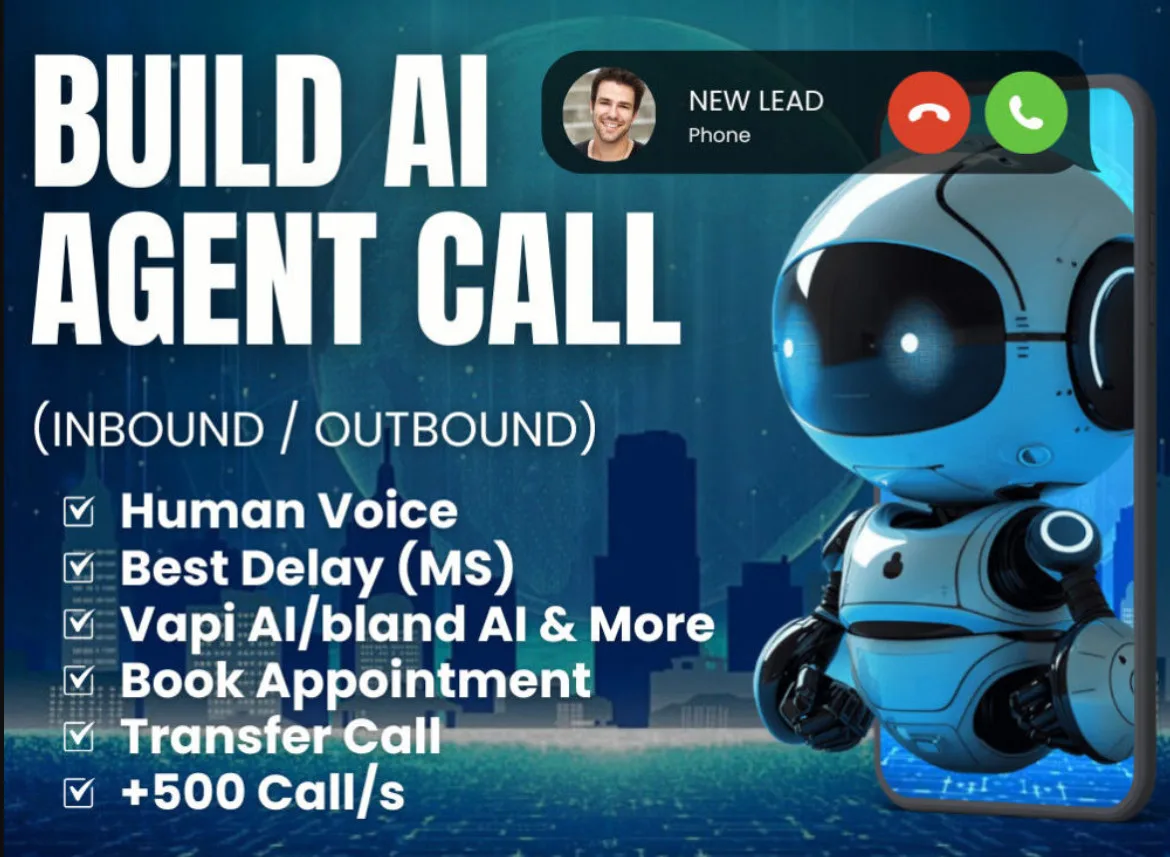 BUILD AI
AGENT CALL
NEW LEAD
Phone
(INBOUND / OUTBOUND)
Human Voice
Best Delay (MS)
Vapi AI/bland AI & More
Book Appointment
Transfer Call
+500 Call/s